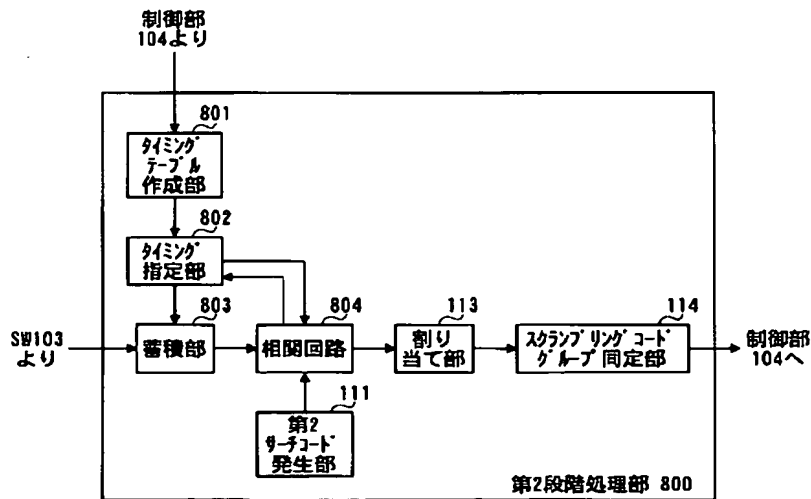 制御部
104より
801
タイミング
テーブル
作成部
802
タイミング
指定部
803
蓄積部
SW103
より
804
相関回路
113
割り
当て部
114
スクランブリングコード
グループ同定部
制御部
104へ
111
第2
サーチコード
発生部
第2段階処理部 800